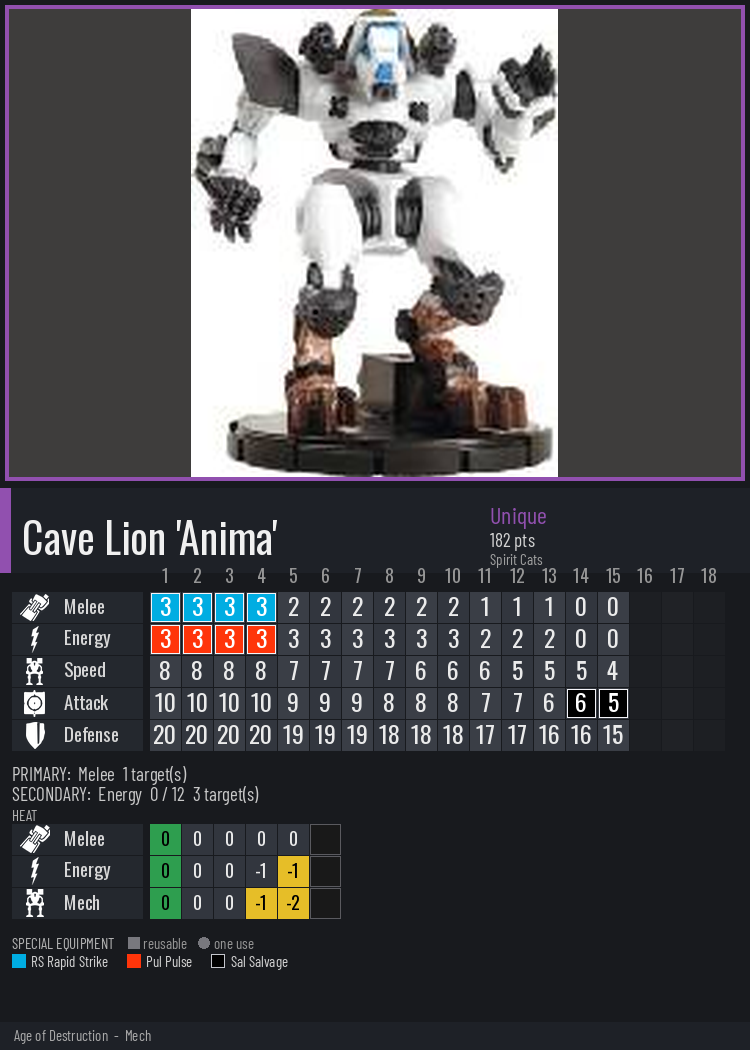 Cave Lion 'Anima'
Unique
182 pts
Spirit Cats
1 2 3 4 5 6 7 8 9 10 11 12 13 14 15 16 17 18
Melee 3 3 3 3 2 2 2 2 2 2 1 1 1 0 0
Energy 3 3 3 3 3 3 3 3 3 3 2 2 2 0 0
Speed 8 8 8 8 7 7 7 7 6 6 6 5 5 5 4
Attack 10 10 10 10 9 9 9 8 8 8 7 7 6 6 5
Defense 20 20 20 20 19 19 19 18 18 18 17 17 16 16 15
PRIMARY: Melee 1 target(s)
SECONDARY: Energy 0 / 12 3 target(s)
HEAT
Melee 0 0 0 0 0
Energy 0 0 0 -1 -1
Mech 0 0 0 -1 -2
SPECIAL EQUIPMENT reusable one use
RS Rapid Strike Pul Pulse Sal Salvage
Age of Destruction - Mech